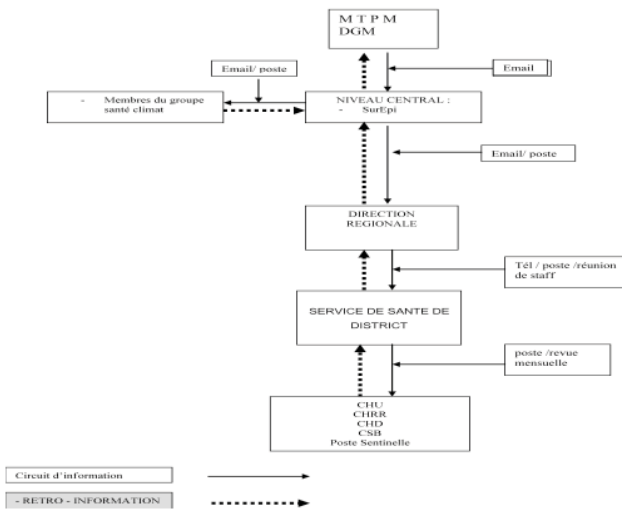 M T P M
DGM
Email
Email/ poste
- Membres du groupe
santé climat
NIVEAU CENTRAL :
- SurEpi
Email/ poste
DIRECTION
REGIONALE
Tél / poste /réunion
de staff
SERVICE DE SANTE DE
DISTRICT
poste /revue
mensuelle
CHU
CHRR
CHD
CSB
Poste Sentinelle
Circuit d'information
- RETRO - INFORMATION